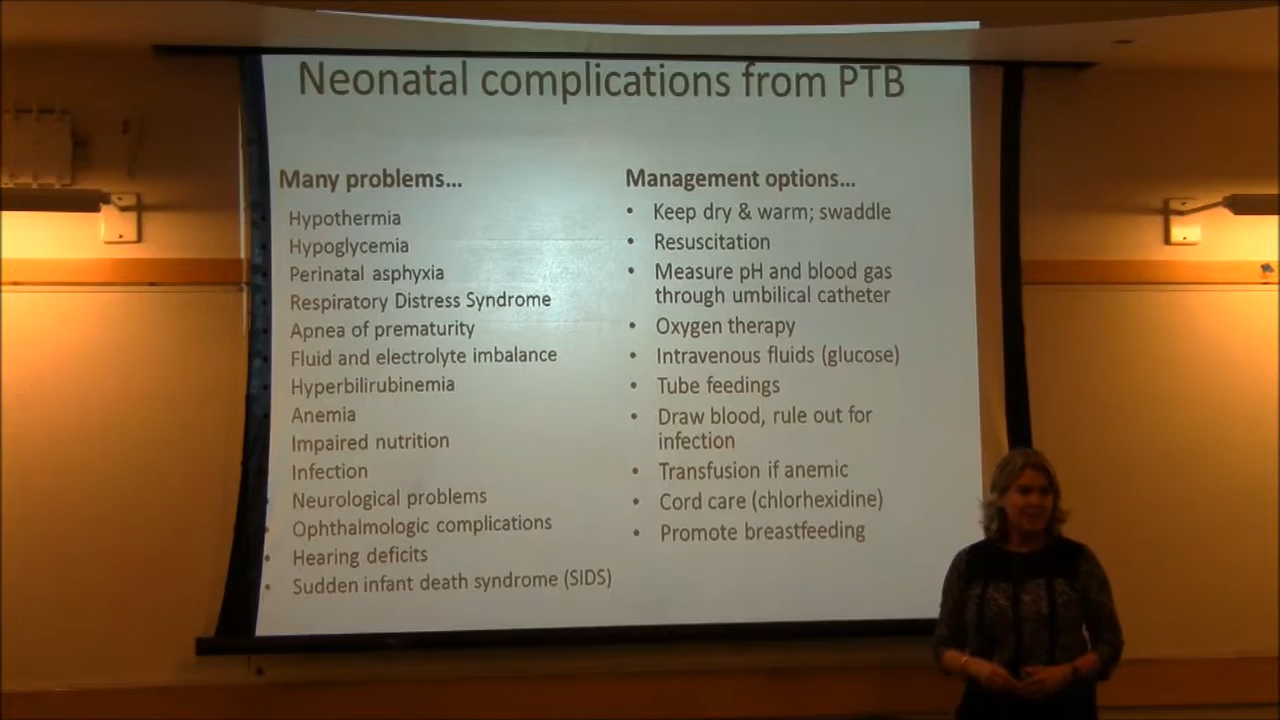 Neonatal complications from PTB
Many problems...
Hypothermia
Hypoglycemia
Perinatal asphyxia
Respiratory Distress Syndrome
Apnea of prematurity
Fluid and electrolyte imbalance
Hyperbilirubinemia
Anemia
Impaired nutrition
Infection
Neurological problems
• Ophthalmologic complications
• Hearing deficits
• Sudden infant death syndrome (SIDS)
Management options...
• Keep dry & warm; swaddle
• Resuscitation
• Measure pH and blood gas
through umbilical catheter
• Oxygen therapy
• Intravenous fluids (glucose)
• Tube feedings
• Draw blood, rule out for
infection
• Transfusion if anemic
• Cord care (chlorhexidine)
• Promote breastfeeding